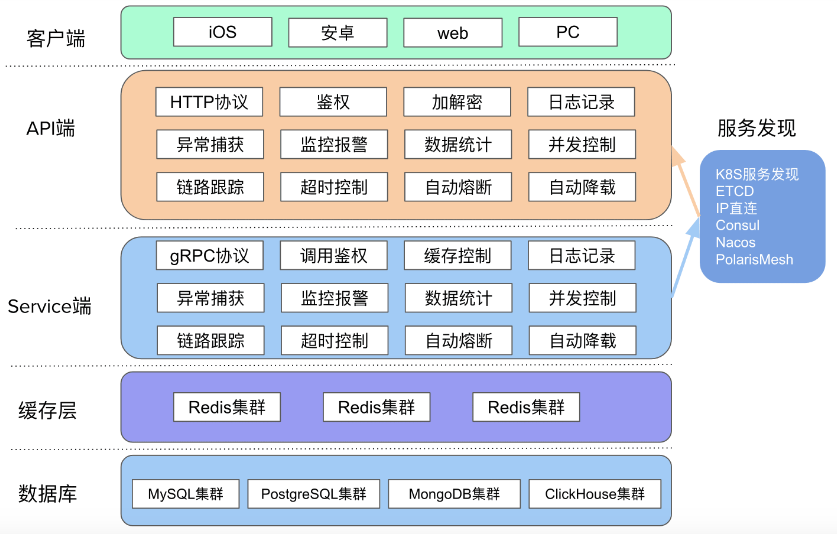 客户端
iOS
安卓
web
PC
API端
HTTP协议
鉴权
加解密
日志记录
异常捕获
监控报警
数据统计
并发控制
链路跟踪
超时控制
自动熔断
自动降载
服务发现
K8S服务发现
ETCD
IP直连
Consul
Nacos
PolarisMesh
Service端
gRPC协议
调用鉴权
缓存控制
日志记录
异常捕获
监控报警
数据统计
并发控制
链路跟踪
超时控制
自动熔断
自动降载
缓存层
Redis集群
Redis集群
Redis集群
数据库
MySQL集群
PostgreSQL集群
MongoDB集群
ClickHouse集群